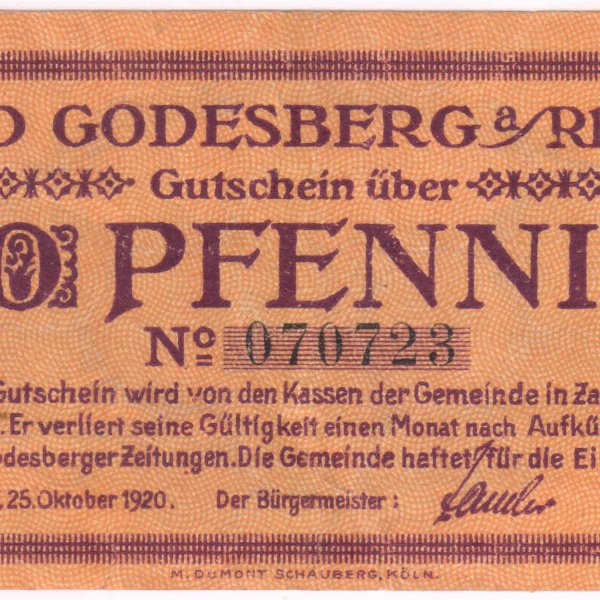 D GODESBERG a/RH
Gutschein über
0 PFENNI
No 070723
Gutschein wird von den Kassen der Gemeinde in Za
. Er verliert seine Gültigkeit einen Monat nach Aufkü
odesberger Zeitungen. Die Gemeinde haftet für die Ei
, 25. Oktober 1920. Der Bürgermeister:
M. DUMONT SCHAUBERG, KÖLN.